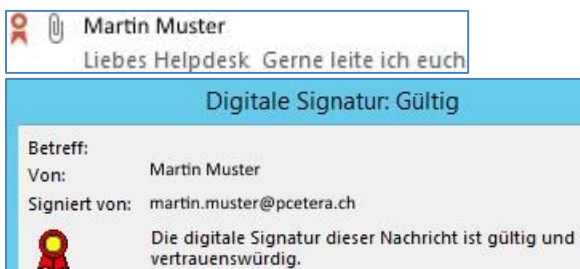 Martin Muster
Liebes Helpdesk Gerne leite ich euch
Digitale Signatur: Gültig
Betreff:
Von: Martin Muster
Signiert von: martin.muster@pcetera.ch
Die digitale Signatur dieser Nachricht ist gültig und
vertrauenswürdig.